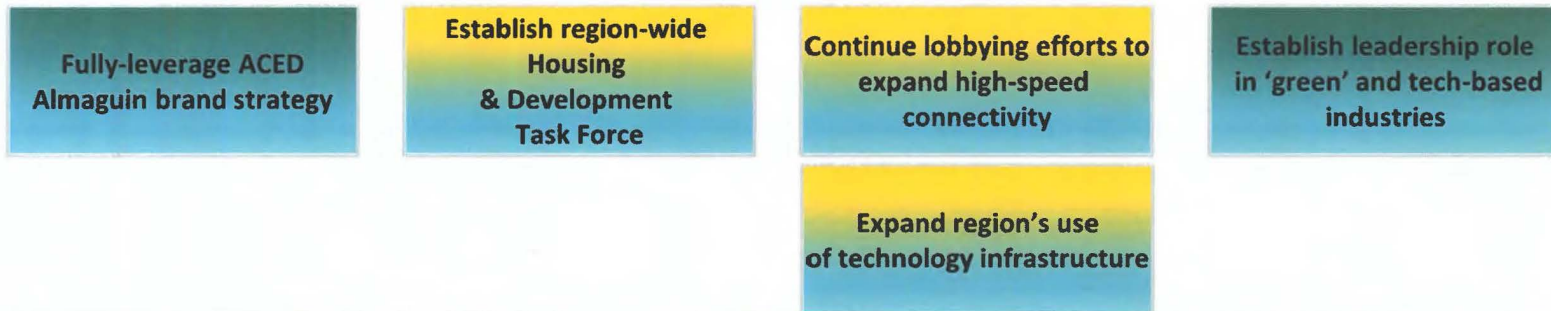 Fully-leverage ACED
Almaguin brand strategy
Establish region-wide
Housing
& Development
Task Force
Continue lobbying efforts to
expand high-speed
connectivity
Establish leadership role
in ‘green’ and tech-based
industries
Expand region’s use
of technology infrastructure